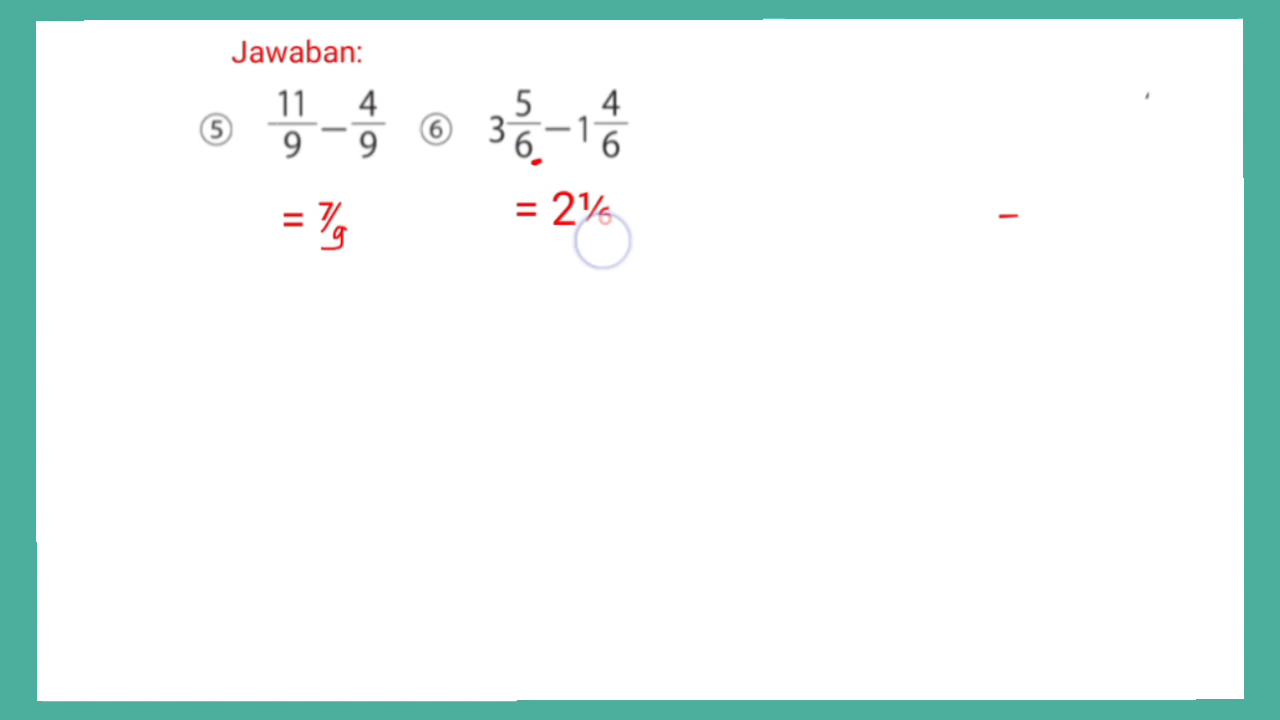 Jawaban:
⑤ 11/9 − 4/9 ⑥ 3 5/6 − 1 4/6
= 7/9 = 2 1/6